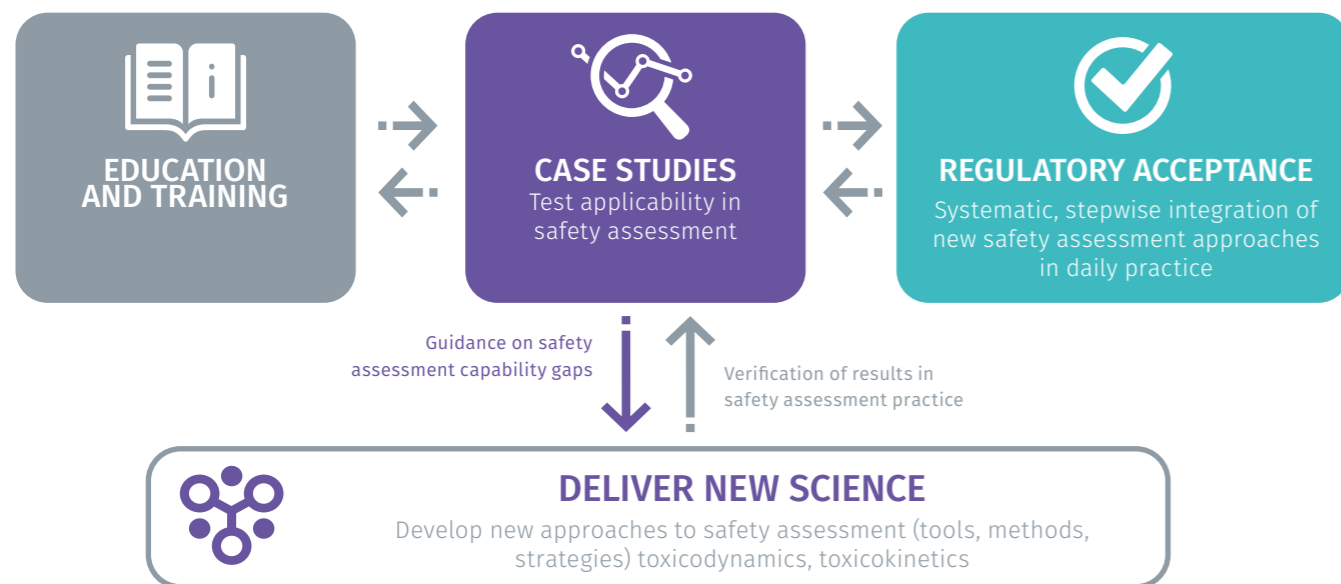 EDUCATION
AND TRAINING
CASE STUDIES
Test applicability in
safety assessment
REGULATORY ACCEPTANCE
Systematic, stepwise integration of
new safety assessment approaches
in daily practice
Guidance on safety
assessment capability gaps
Verification of results in
safety assessment practice
DELIVER NEW SCIENCE
Develop new approaches to safety assessment (tools, methods,
strategies) toxicodynamics, toxicokinetics